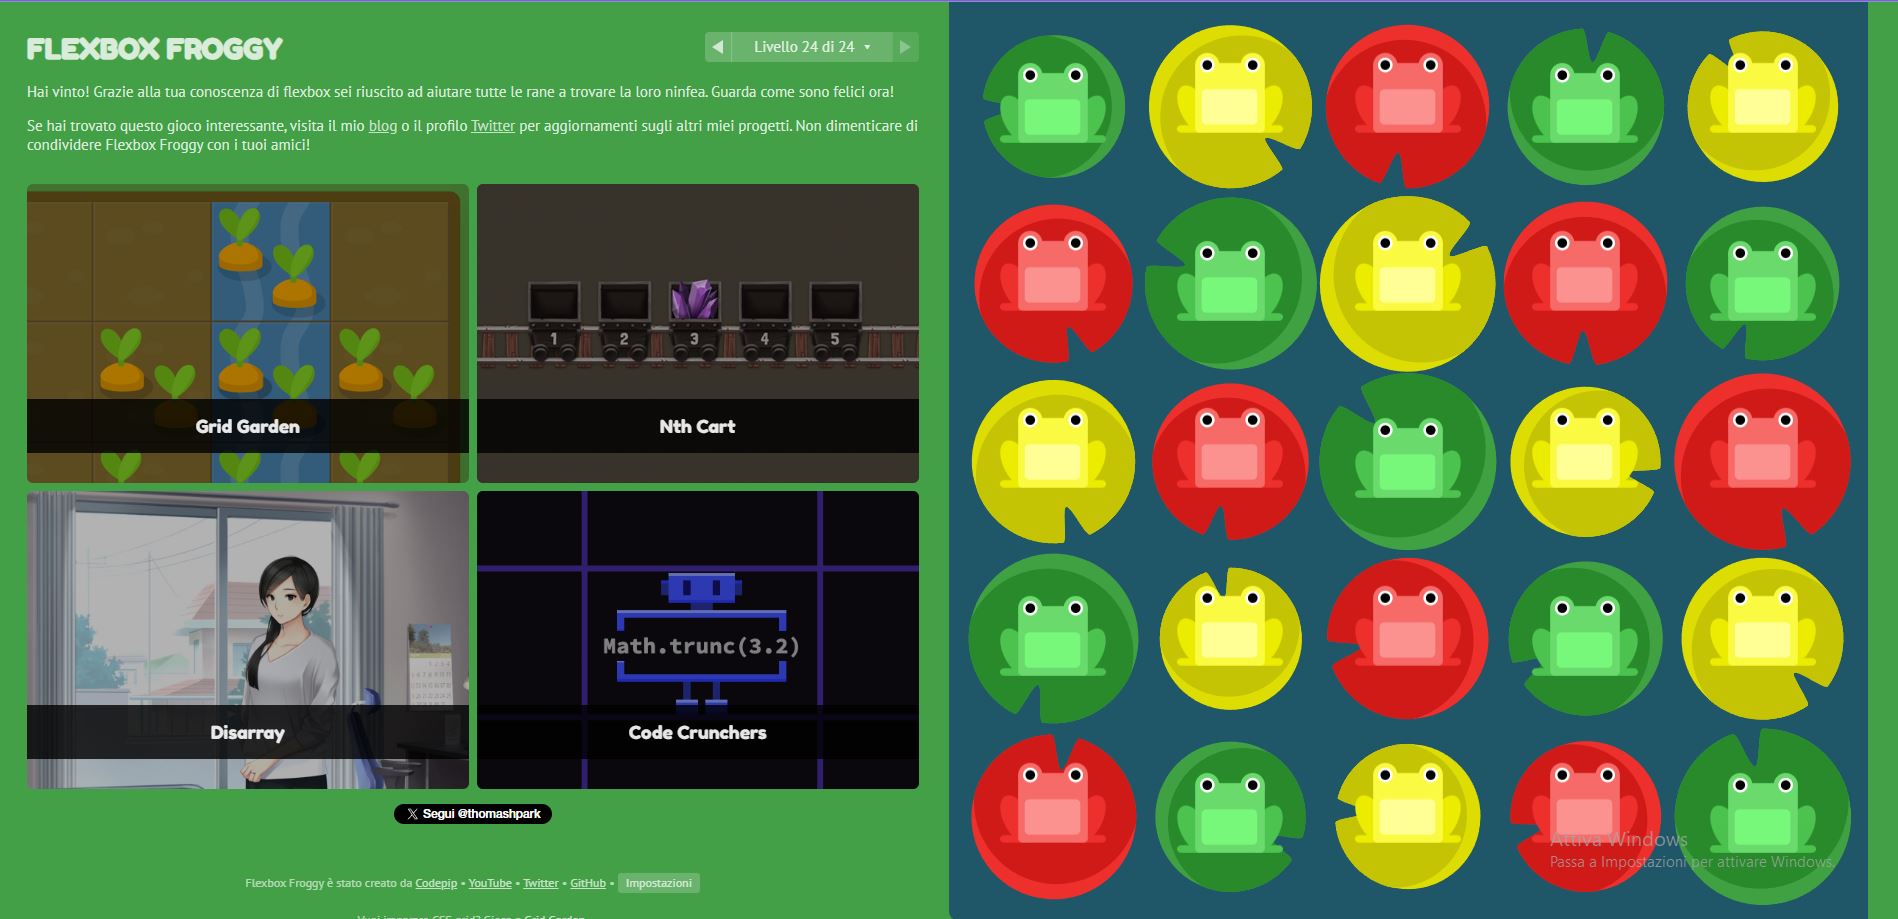 FLEXBOX FROGGY
Livello 24 di 24
Hai vinto! Grazie alla tua conoscenza di flexbox sei riuscito ad aiutare tutte le rane a trovare la loro ninfea. Guarda come sono felici ora!
Se hai trovato questo gioco interessante, visita il mio blog o il profilo Twitter per aggiornamenti sugli altri miei progetti. Non dimenticare di
condividere Flexbox Froggy con i tuoi amici!
Grid Garden
1 2 3 4 5
Nth Cart
Disarray
Math.trunc(3.2)
Code Crunchers
Segui @thomashpark
Flexbox Froggy è stato creato da Codepip • YouTube • Twitter • GitHub • Impostazioni
Attiva Windows
Passa a Impostazioni per attivare Windows.